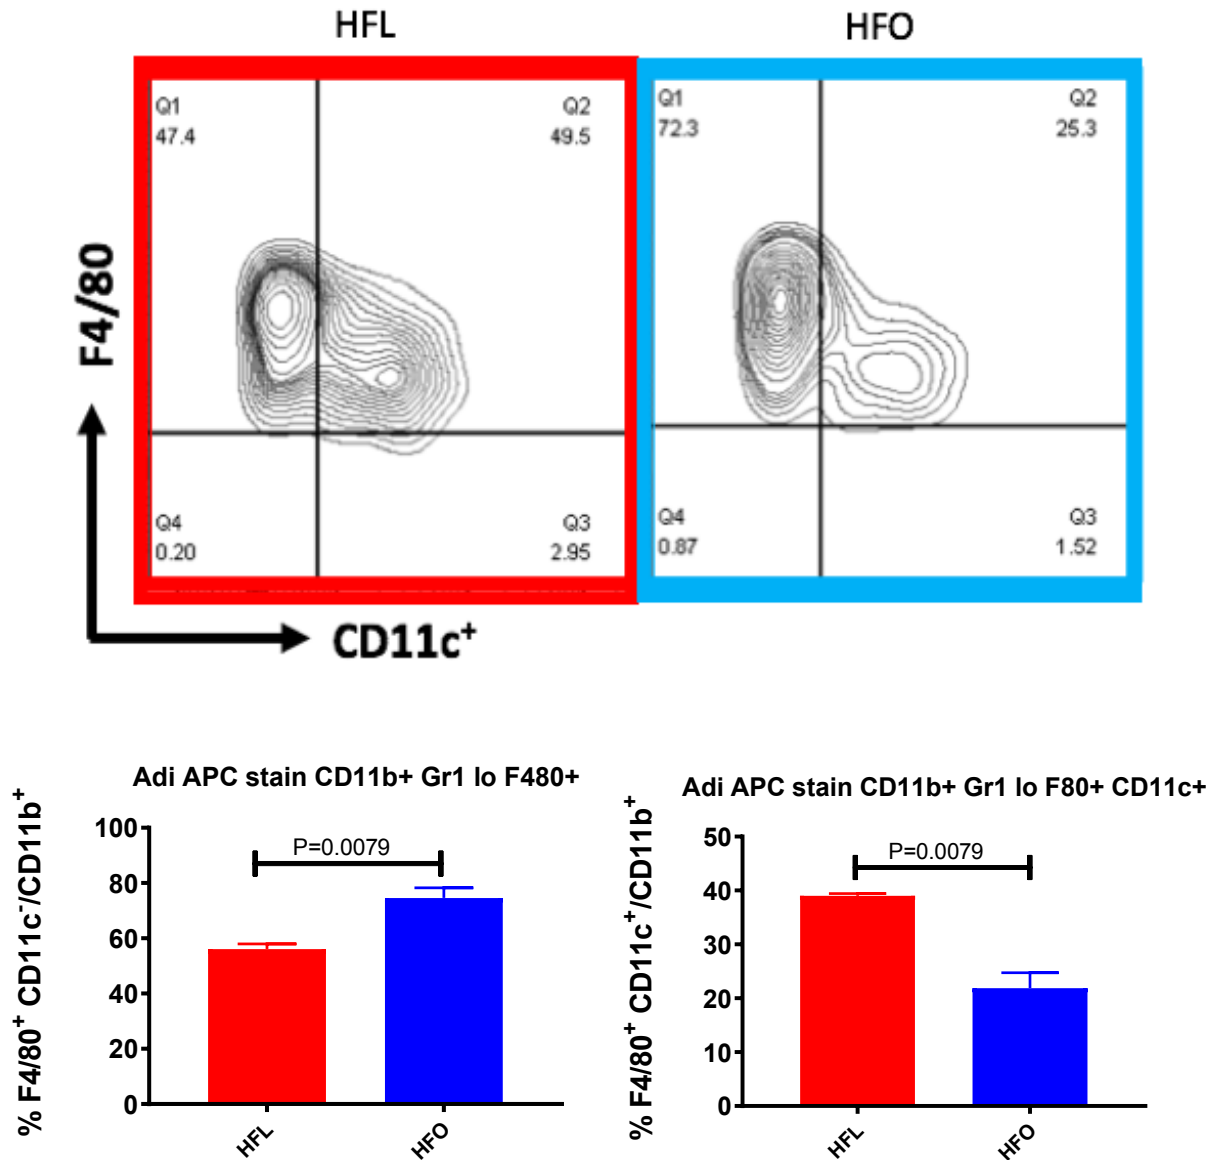 HFL
HFO
Q1
47.4
Q2
49.5
Q4
0.20
Q3
2.95
Q1
72.3
Q2
25.3
Q4
0.87
Q3
1.52
F4/80
CD11c⁺
Adi APC stain CD11b+ Gr1 lo F480+
% F4/80⁺ CD11c⁻/CD11b⁺
100
80
60
40
20
0
P=0.0079
HFL
HFO
Adi APC stain CD11b+ Gr1 lo F80+ CD11c+
% F4/80⁺ CD11c⁺/CD11b⁺
50
40
30
20
10
0
P=0.0079
HFL
HFO